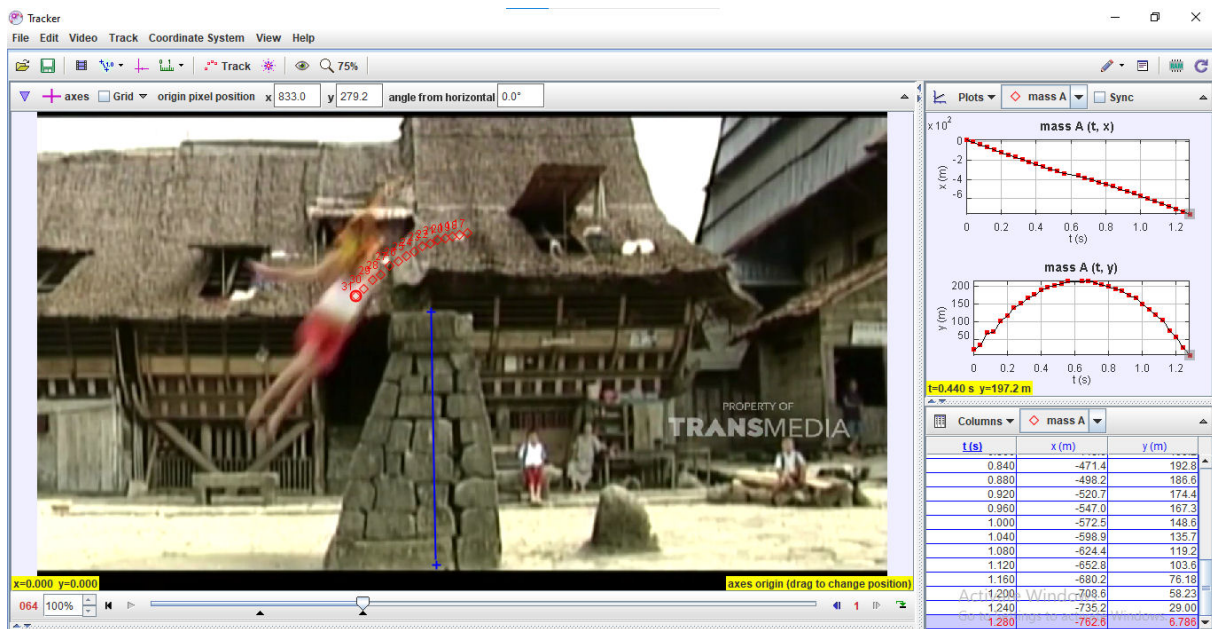 Tracker
File Edit Video Track Coordinate System View Help
Track 75%
axes Grid origin pixel position x 833.0 y 279.2 angle from horizontal 0.0°
Plots mass A Sync
x 10²
mass A (t, x)
0
-2
-4
-6
x (m)
0 0.2 0.4 0.6 0.8 1.0 1.2
t (s)
mass A (t, y)
200
150
100
50
y (m)
0 0.2 0.4 0.6 0.8 1.0 1.2
t (s)
t=0.440 s y=197.2 m
PROPERTY OF
TRANSMEDIA
Columns mass A
t (s) x (m) y (m)
0.840 -471.4 192.8
0.880 -498.2 186.6
0.920 -520.7 174.4
0.960 -547.0 167.3
1.000 -572.5 148.6
1.040 -598.9 135.7
1.080 -624.4 119.2
1.120 -652.8 103.6
1.160 -680.2 76.18
1.200 -708.6 58.23
1.240 -735.2 29.00
1.280 -762.6 6.786
x=0.000 y=0.000
axes origin (drag to change position)
064 100% 1